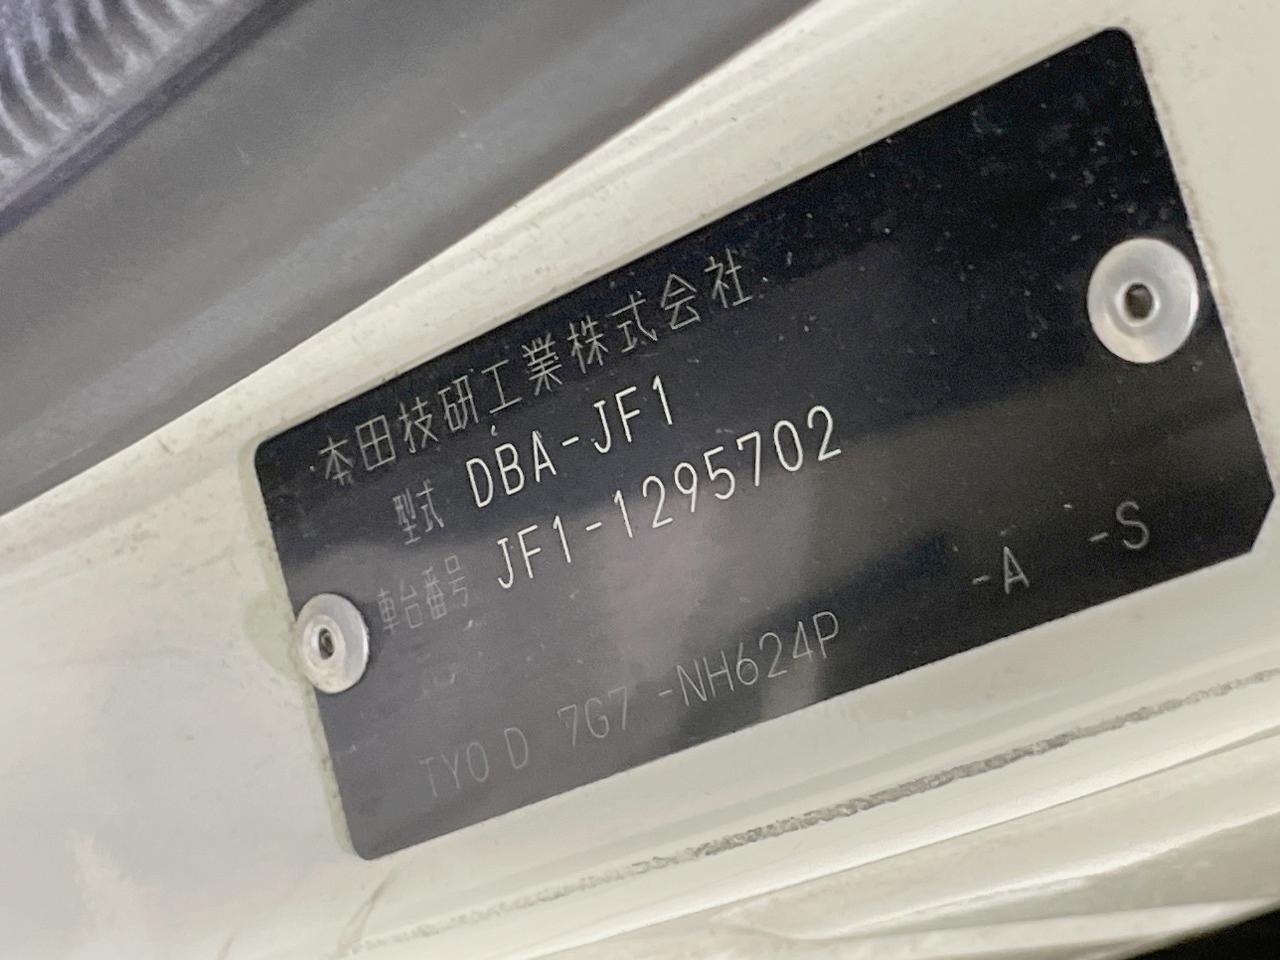 本田技研工業株式会社
型式 DBA-JF1
車台番号 JF1-1295702
TY0 D 7G7 -NH624P -A -S